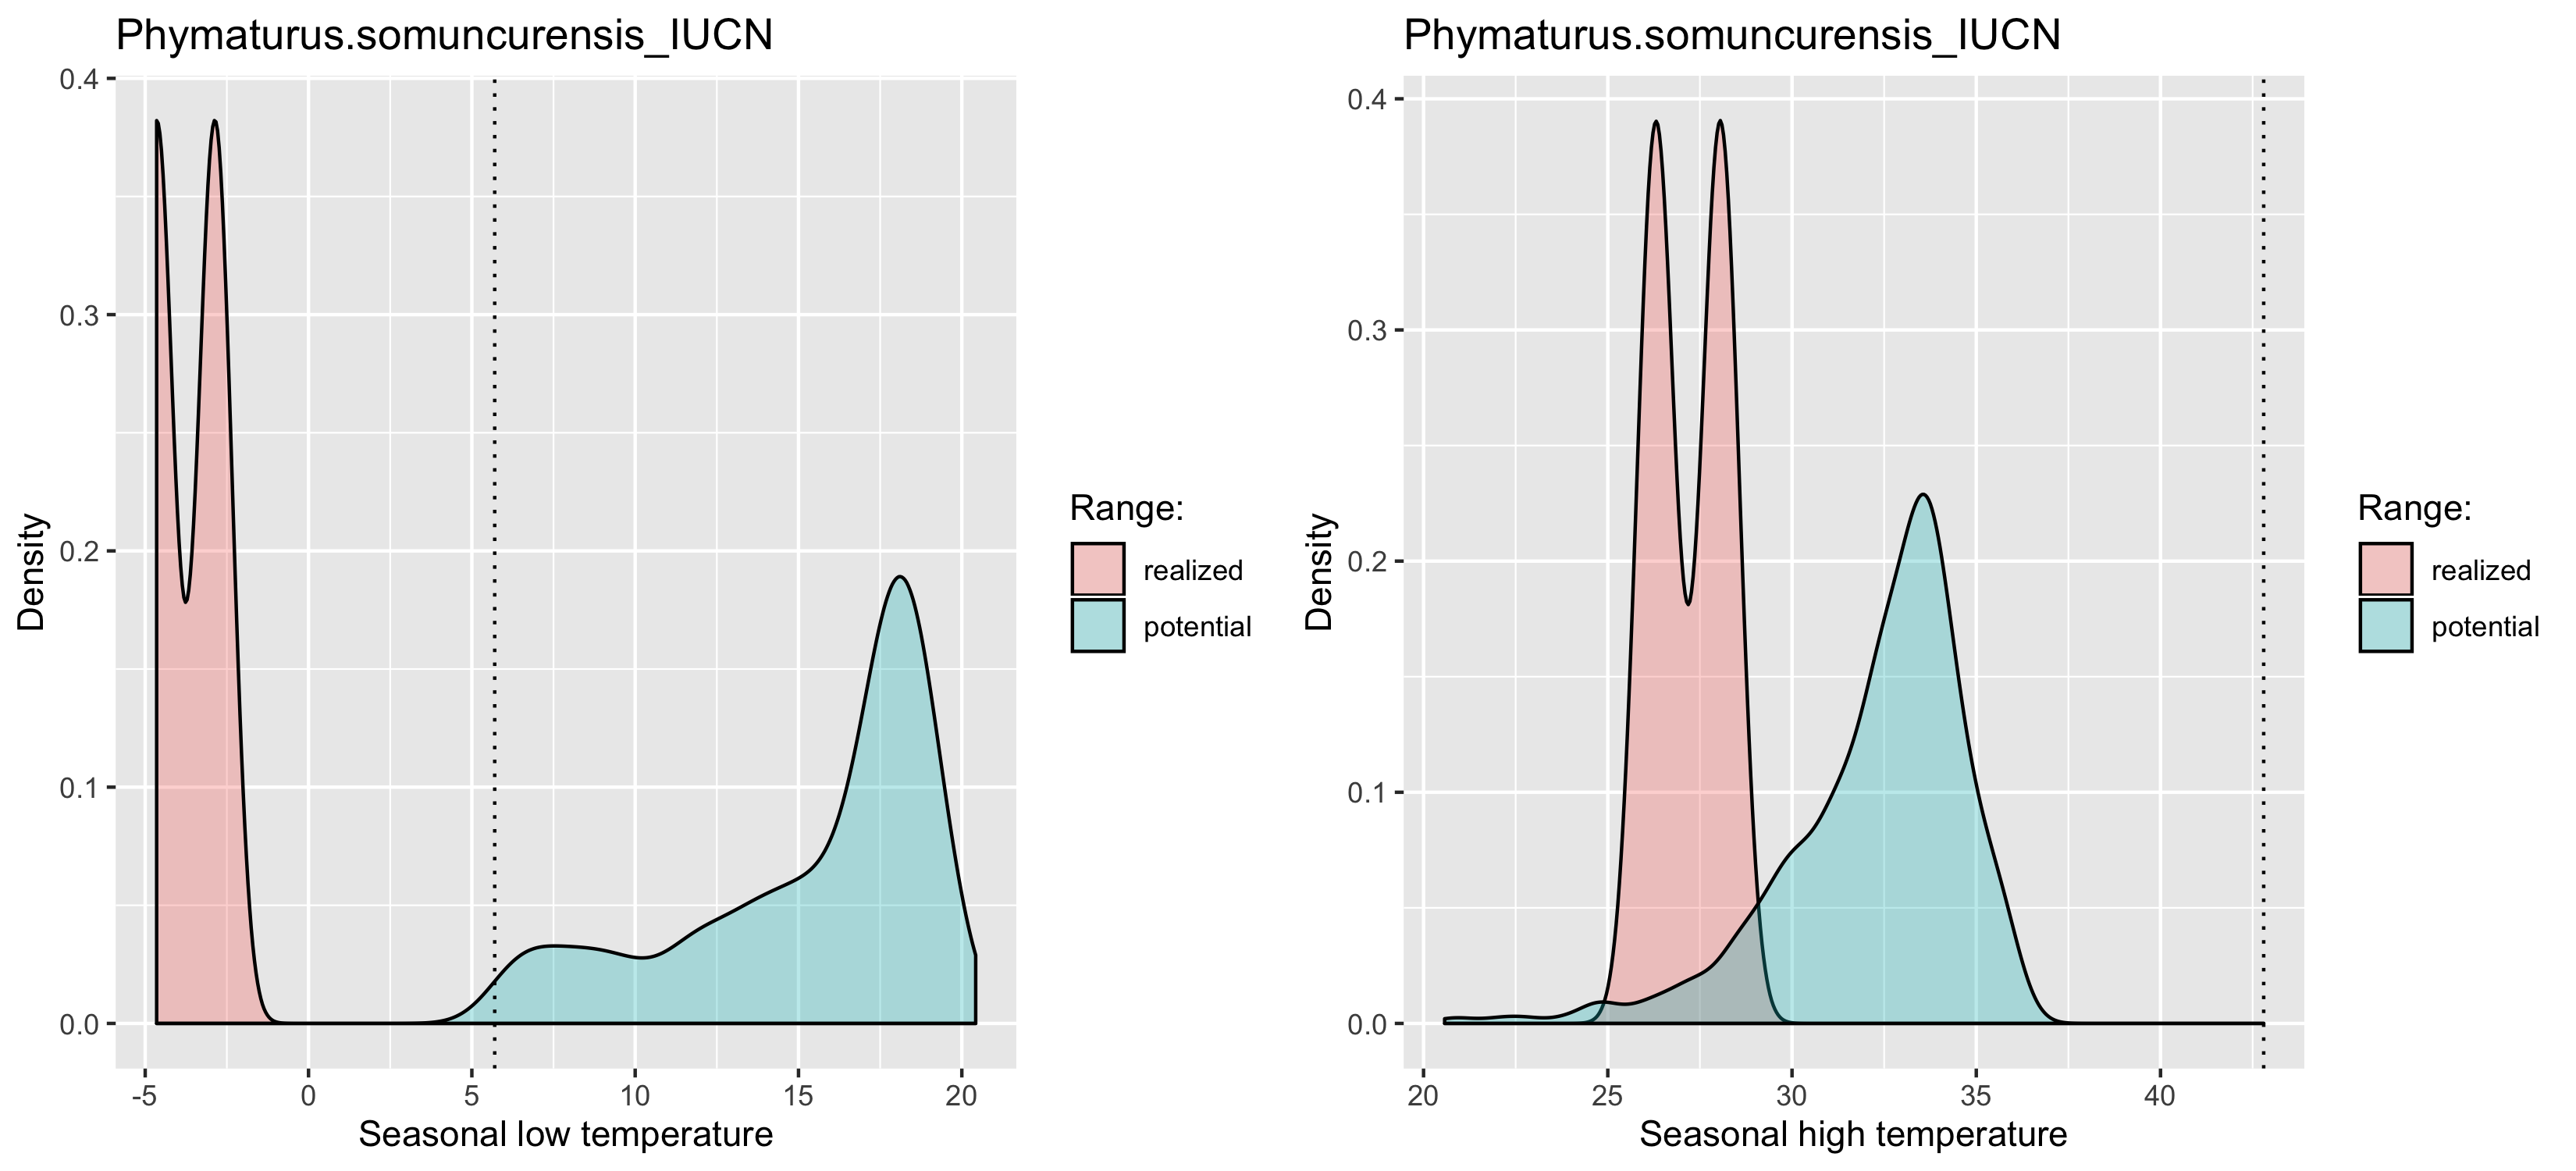 Phymaturus.somuncurensis_IUCN
0.4
0.3
0.2
0.1
0.0
Density
-5 0 5 10 15 20
Seasonal low temperature
Range:
realized
potential
Phymaturus.somuncurensis_IUCN
0.4
0.3
0.2
0.1
0.0
Density
20 25 30 35 40
Seasonal high temperature
Range:
realized
potential